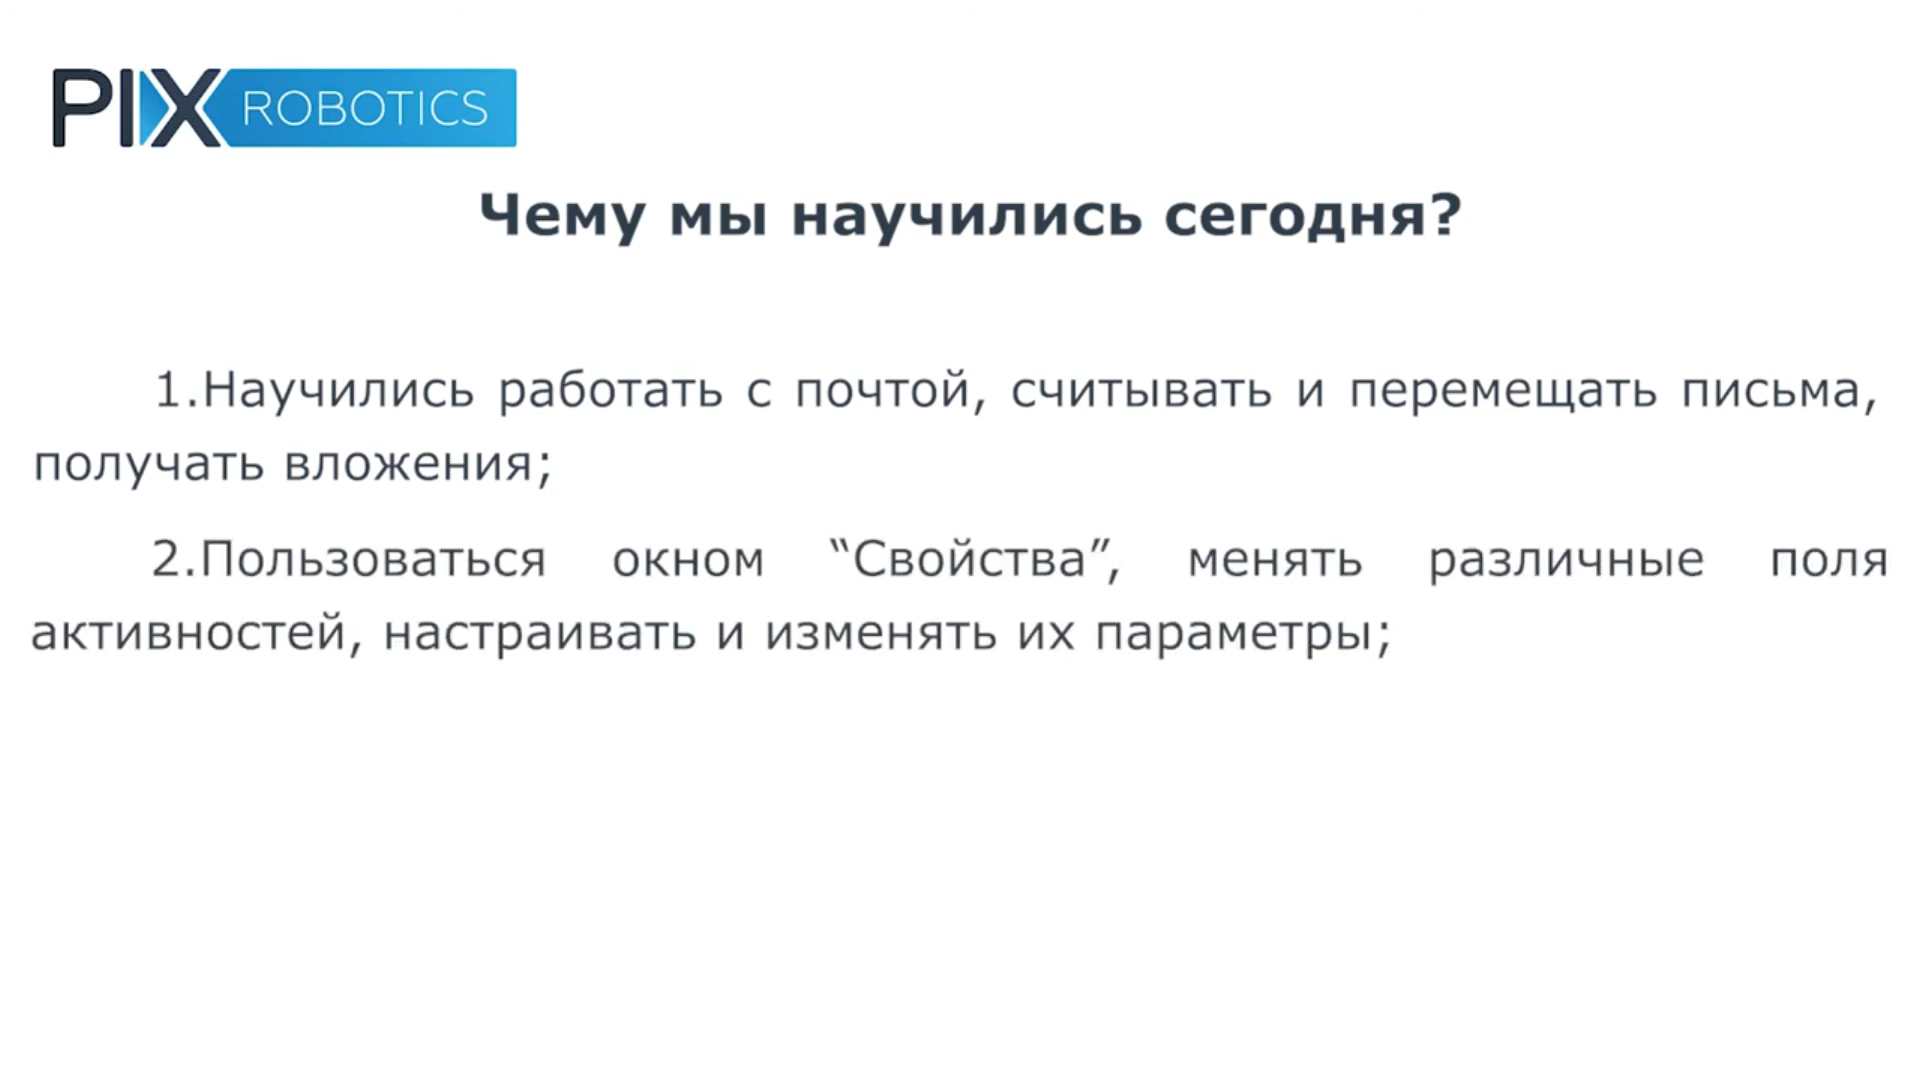 PIX ROBOTICS
Чему мы научились сегодня?
1.Научились работать с почтой, считывать и перемещать письма,
получать вложения;
2.Пользоваться окном “Свойства”, менять различные поля
активностей, настраивать и изменять их параметры;